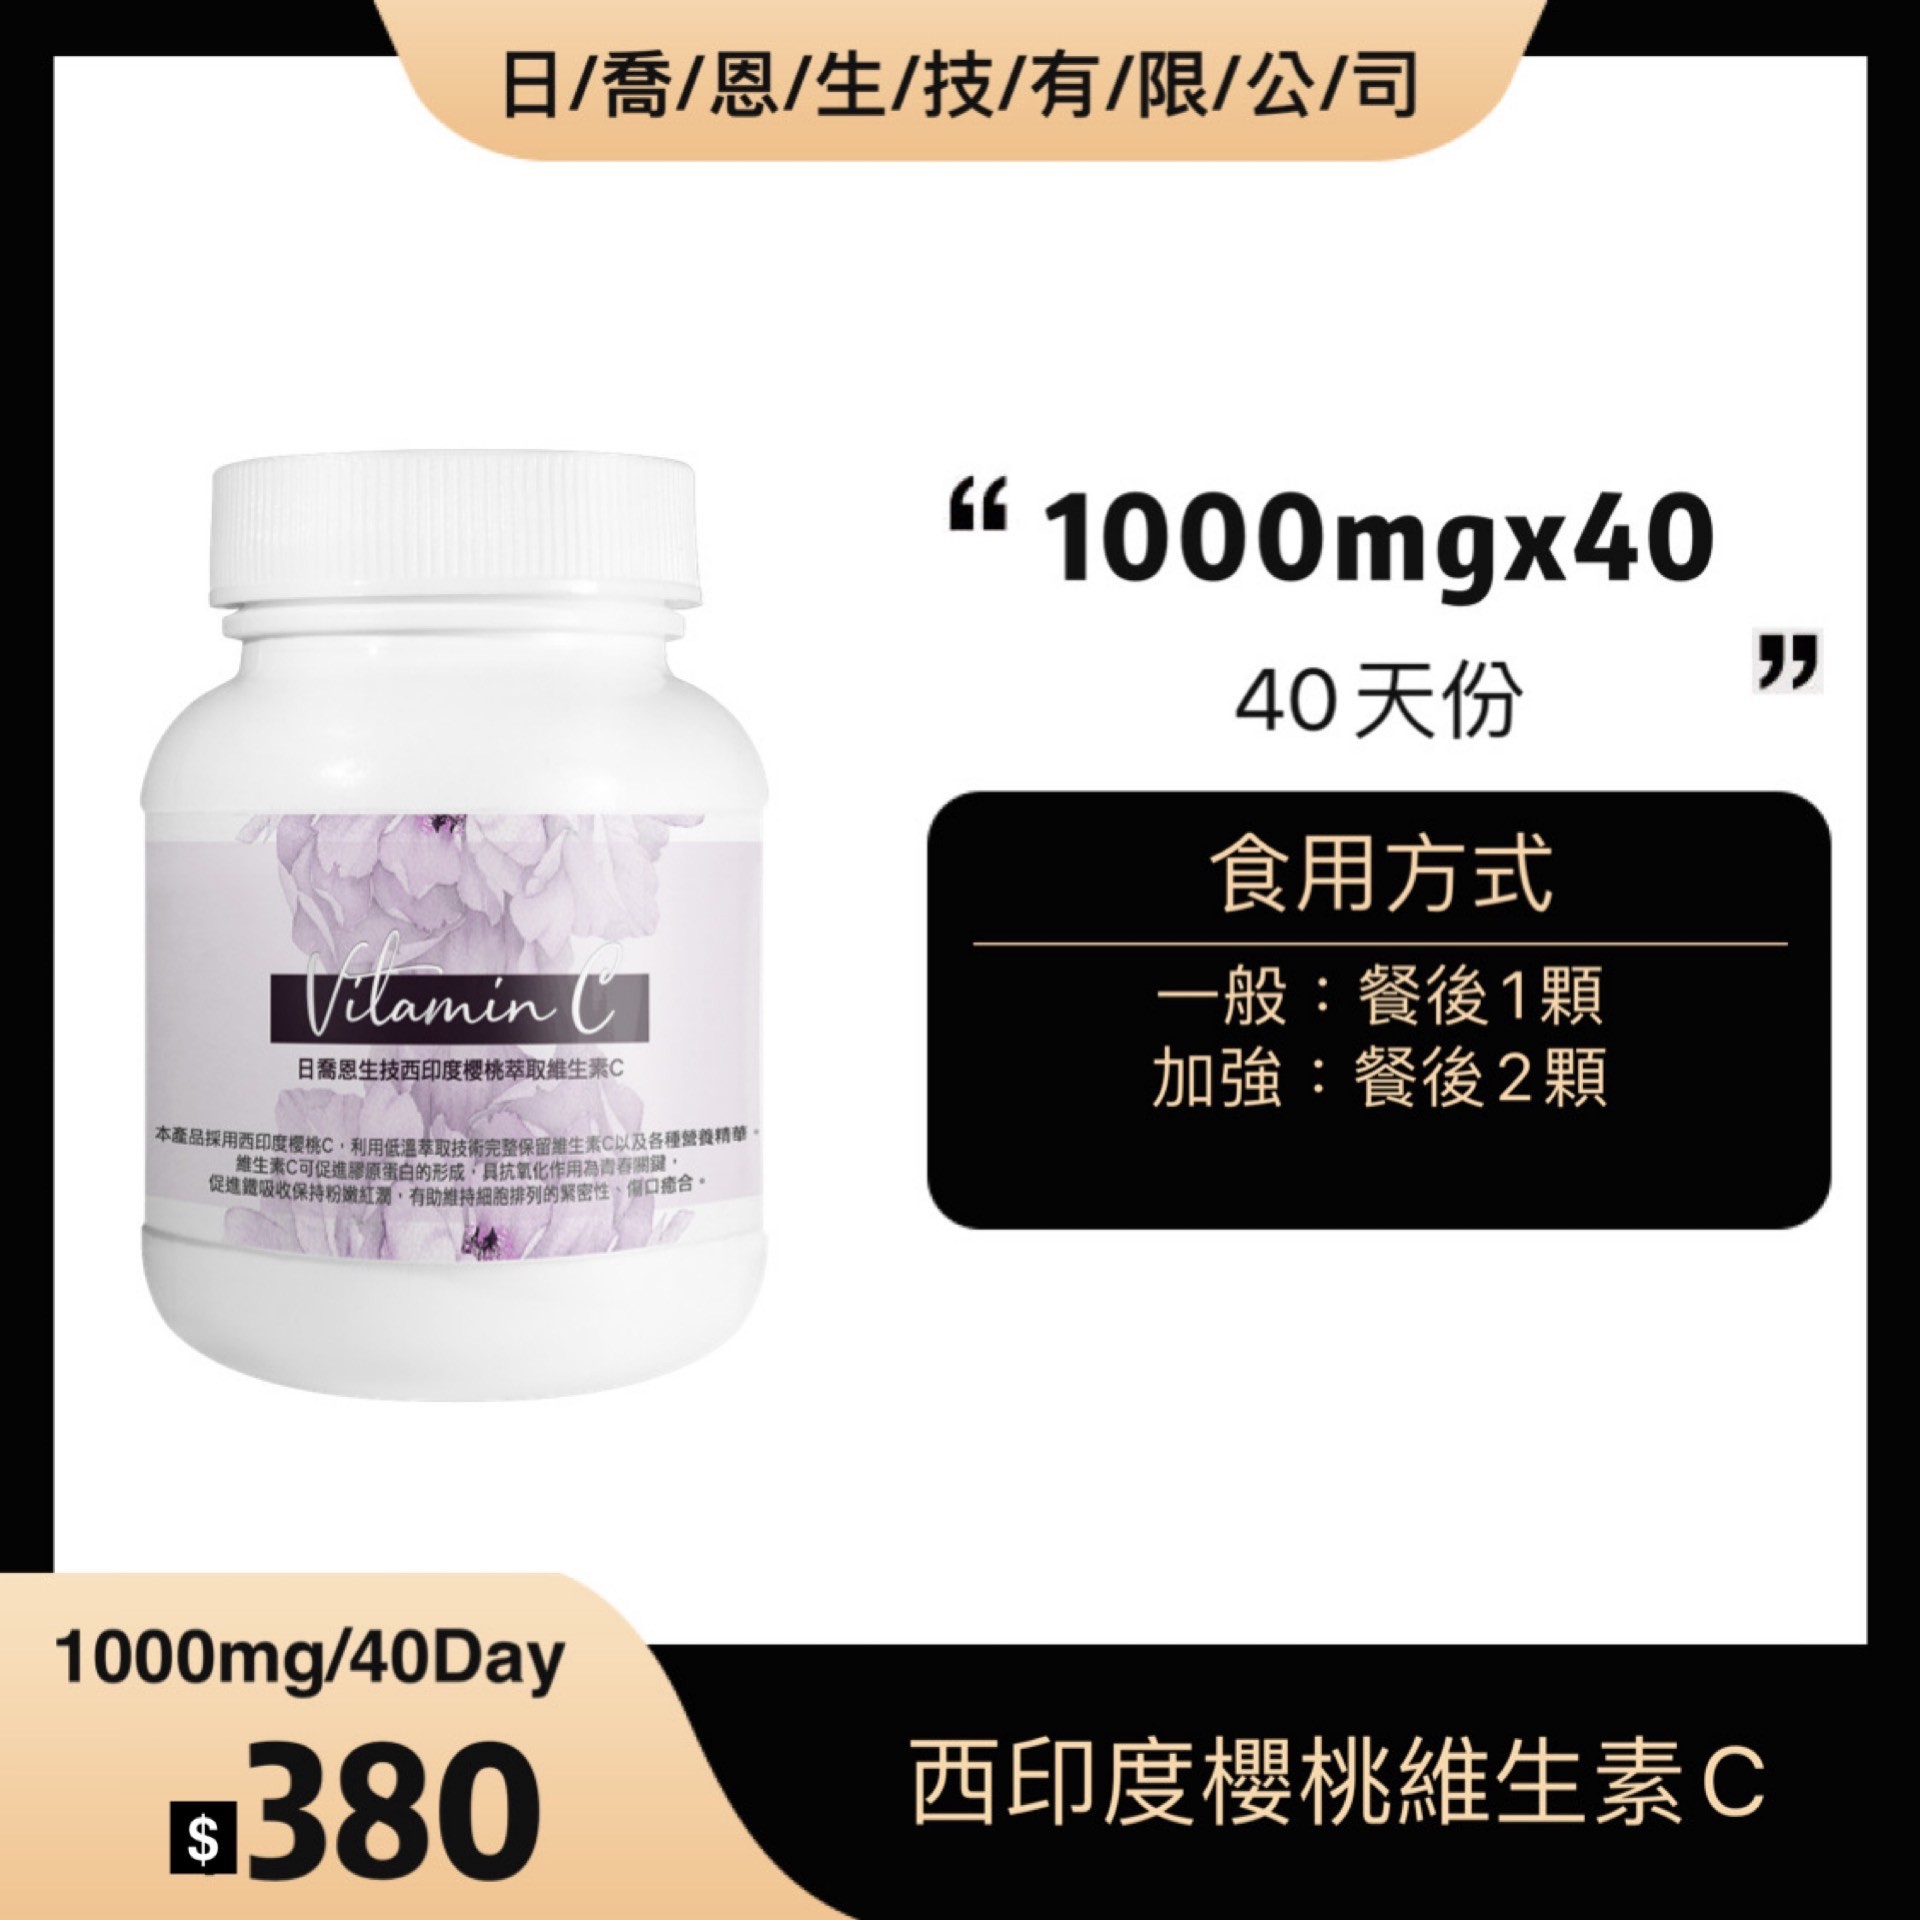 日/喬/恩/生/技/有/限/公/司
“ 1000mgx40
40天份 ”
食用方式
一般：餐後1顆
加強：餐後2顆
Vitamin C
日喬恩生技西印度櫻桃萃取維生素C
本產品採用西印度櫻桃C，利用低溫萃取技術完整保留維生素C以及各種營養精華。
維生素C可促進膠原蛋白的形成，具抗氧化作用為青春關鍵，
促進鐵吸收保持粉嫩紅潤，有助維持細胞排列的緊密性、傷口癒合。
1000mg/40Day
$380
西印度櫻桃維生素C